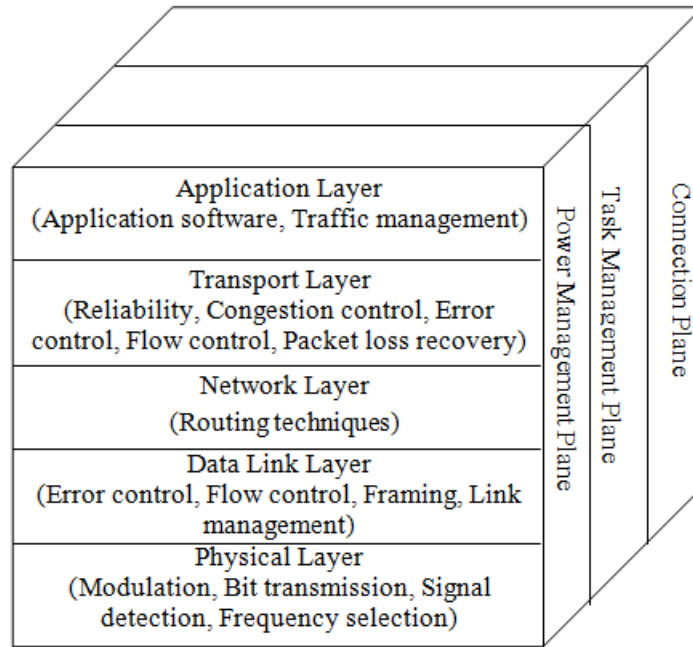 Application Layer
(Application software, Traffic management)
Transport Layer
(Reliability, Congestion control, Error
control, Flow control, Packet loss recovery)
Network Layer
(Routing techniques)
Data Link Layer
(Error control, Flow control, Framing, Link
management)
Physical Layer
(Modulation, Bit transmission, Signal
detection, Frequency selection)
Power Management Plane
Task Management Plane
Connection Plane